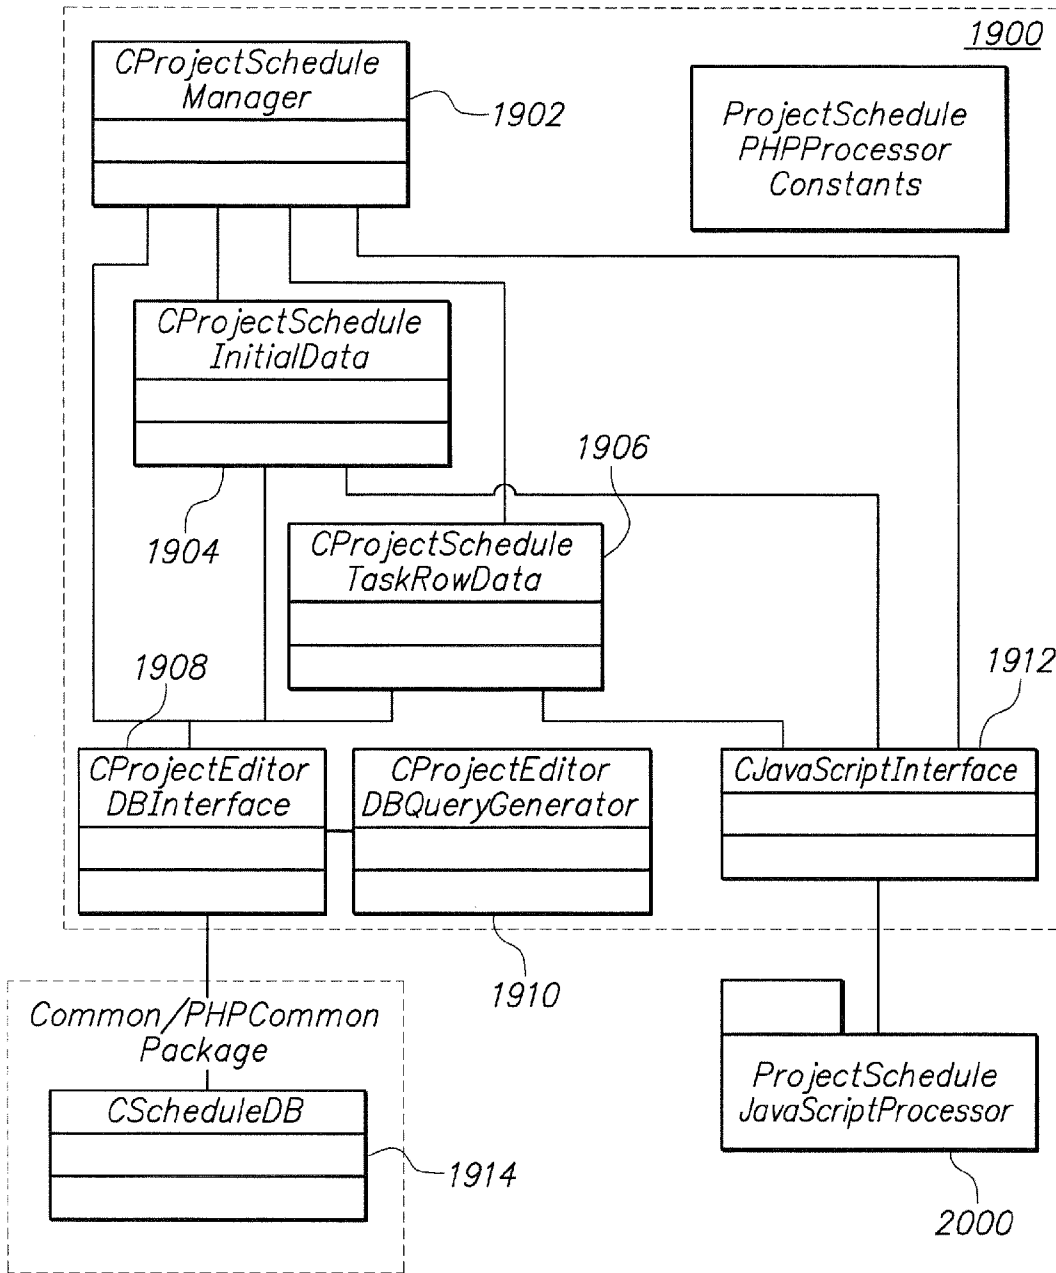 1900
CProjectSchedule
Manager
1902
ProjectSchedule
PHPProcessor
Constants
CProjectSchedule
InitialData
1904
1906
CProjectSchedule
TaskRowData
1908
1912
CProjectEditor
DBInterface
CProjectEditor
DBQueryGenerator
CJavaScriptInterface
1910
Common/PHPCommon
Package
CScheduleDB
1914
ProjectSchedule
JavaScriptProcessor
2000